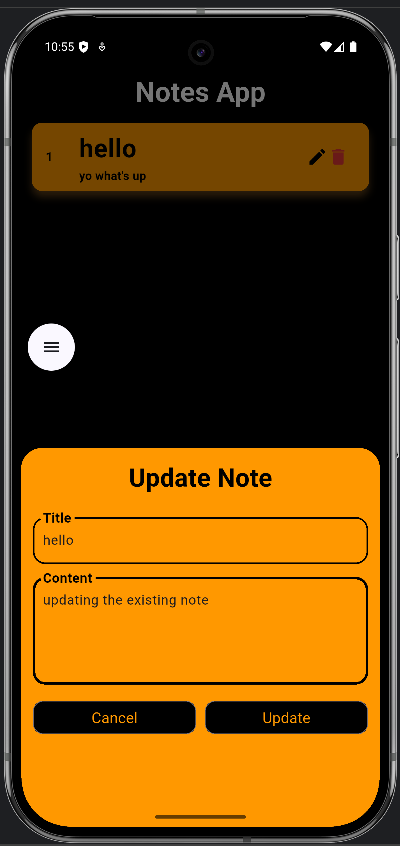 10:55
Notes App
1
hello
yo what's up
Update Note
Title
hello
Content
updating the existing note
Cancel
Update